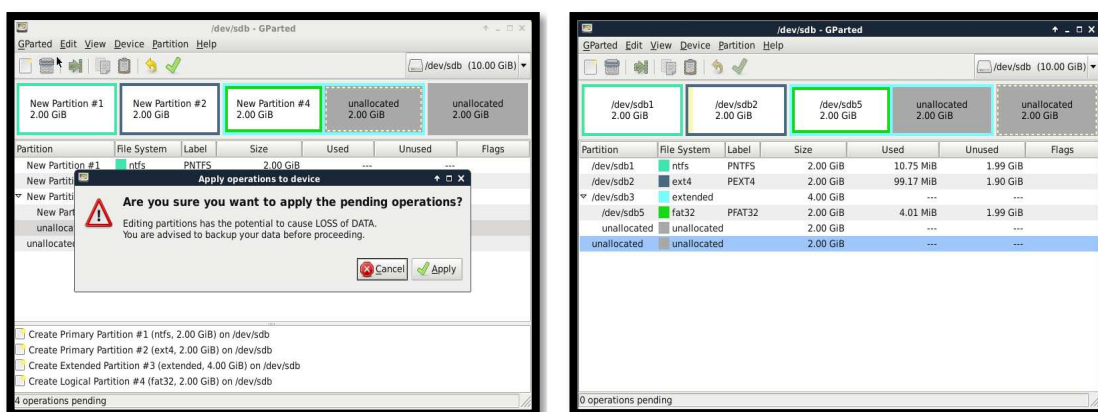 /dev/sdb - GParted
GParted Edit View Device Partition Help
/dev/sdb (10.00 GiB)
New Partition #1 New Partition #2 New Partition #4 unallocated unallocated
2.00 GiB 2.00 GiB 2.00 GiB 2.00 GiB 2.00 GiB
Partition File System Label Size Used Unused Flags
New Partition #1 ntfs PNTFS 2.00 GiB --- ---
New Partiti
New Partiti
New Part
unalloca
unallocated
Apply operations to device
Are you sure you want to apply the pending operations?
Editing partitions has the potential to cause LOSS of DATA.
You are advised to backup your data before proceeding.
Cancel Apply
Create Primary Partition #1 (ntfs, 2.00 GiB) on /dev/sdb
Create Primary Partition #2 (ext4, 2.00 GiB) on /dev/sdb
Create Extended Partition #3 (extended, 4.00 GiB) on /dev/sdb
Create Logical Partition #4 (fat32, 2.00 GiB) on /dev/sdb
4 operations pending
/dev/sdb - GParted
GParted Edit View Device Partition Help
/dev/sdb (10.00 GiB)
/dev/sdb1 /dev/sdb2 /dev/sdb5 unallocated unallocated
2.00 GiB 2.00 GiB 2.00 GiB 2.00 GiB 2.00 GiB
Partition File System Label Size Used Unused Flags
/dev/sdb1 ntfs PNTFS 2.00 GiB 10.75 MiB 1.99 GiB
/dev/sdb2 ext4 PEXT4 2.00 GiB 99.17 MiB 1.90 GiB
/dev/sdb3 extended 4.00 GiB --- ---
/dev/sdb5 fat32 PFAT32 2.00 GiB 4.01 MiB 1.99 GiB
unallocated unallocated 2.00 GiB --- ---
unallocated unallocated 2.00 GiB --- ---
0 operations pending